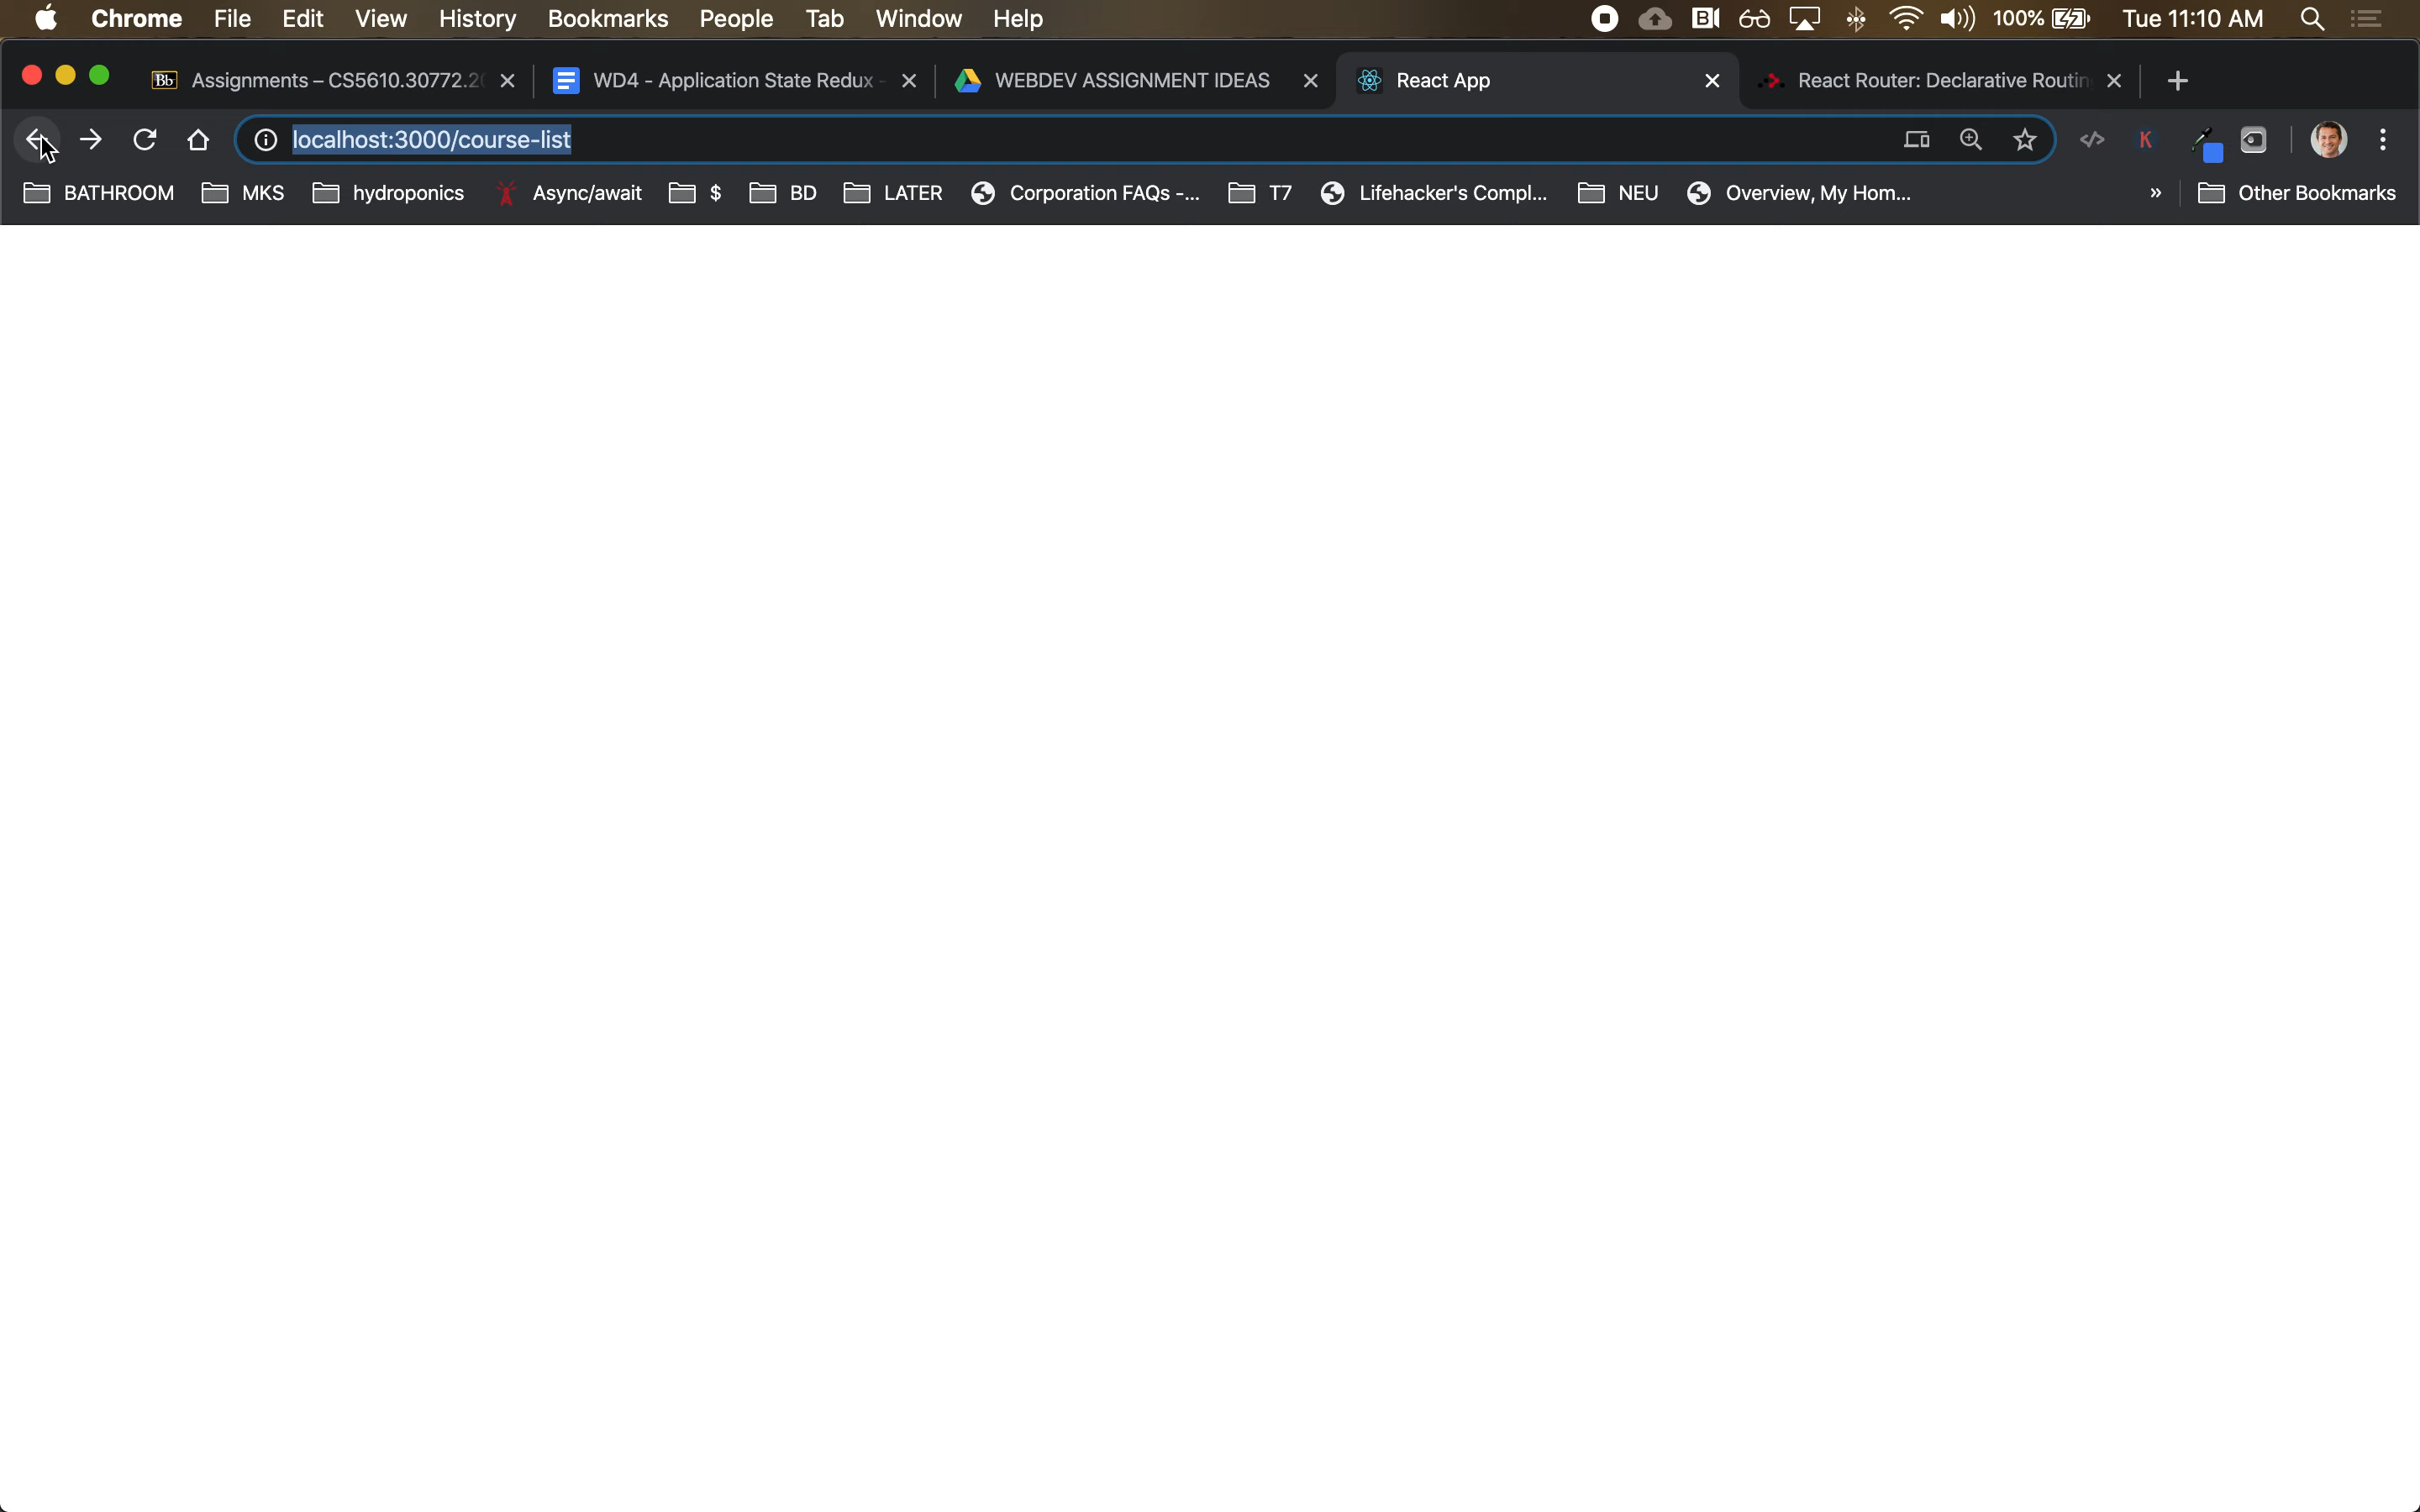 Chrome File Edit View History Bookmarks People Tab Window Help 100% Tue 11:10 AM
Bb Assignments – CS5610.30772.20 WD4 - Application State Redux - WEBDEV ASSIGNMENT IDEAS React App React Router: Declarative Routin
localhost:3000/course-list K
BATHROOM MKS hydroponics Async/await $ BD LATER Corporation FAQs -... T7 Lifehacker's Compl... NEU Overview, My Hom... » Other Bookmarks